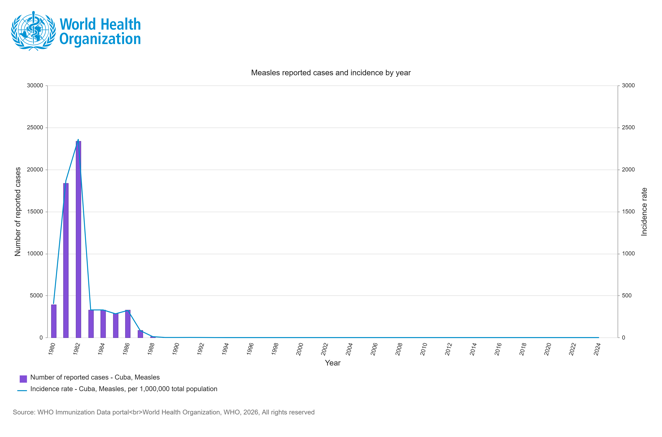 World Health
Organization
Measles reported cases and incidence by year
30000
25000
20000
15000
10000
5000
0
Number of reported cases
3000
2500
2000
1500
1000
500
0
Incidence rate
1980 1982 1984 1986 1988 1990 1992 1994 1996 1998 2000 2002 2004 2006 2008 2010 2012 2014 2016 2018 2020 2022 2024
Year
Number of reported cases - Cuba, Measles
Incidence rate - Cuba, Measles, per 1,000,000 total population
Source: WHO Immunization Data portal<br>World Health Organization, WHO, 2026, All rights reserved